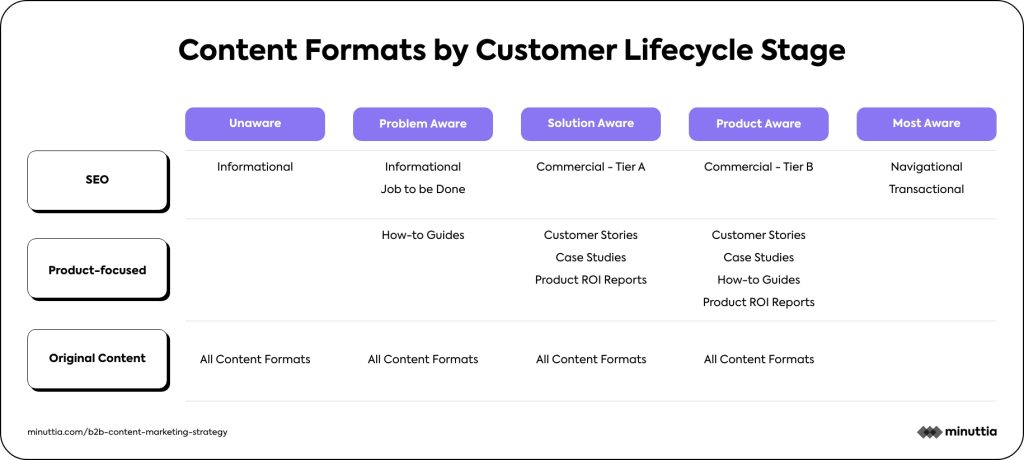 Content Formats by Customer Lifecycle Stage
Unaware
Problem Aware
Solution Aware
Product Aware
Most Aware
SEO
Informational
Informational
Job to be Done
Commercial - Tier A
Commercial - Tier B
Navigational
Transactional
Product-focused
How-to Guides
Customer Stories
Case Studies
Product ROI Reports
Customer Stories
Case Studies
How-to Guides
Product ROI Reports
Original Content
All Content Formats
All Content Formats
All Content Formats
All Content Formats
minuttia.com/b2b-content-marketing-strategy
minuttia